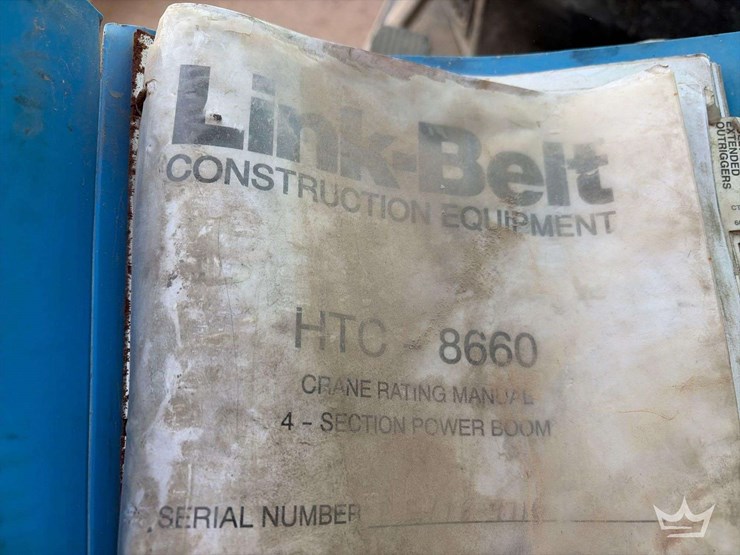 Link-Belt
CONSTRUCTION EQUIPMENT
HTC - 8660
CRANE RATING MANUAL
4 - SECTION POWER BOOM
SERIAL NUMBER
EXTENDED
OUTRIGGERS